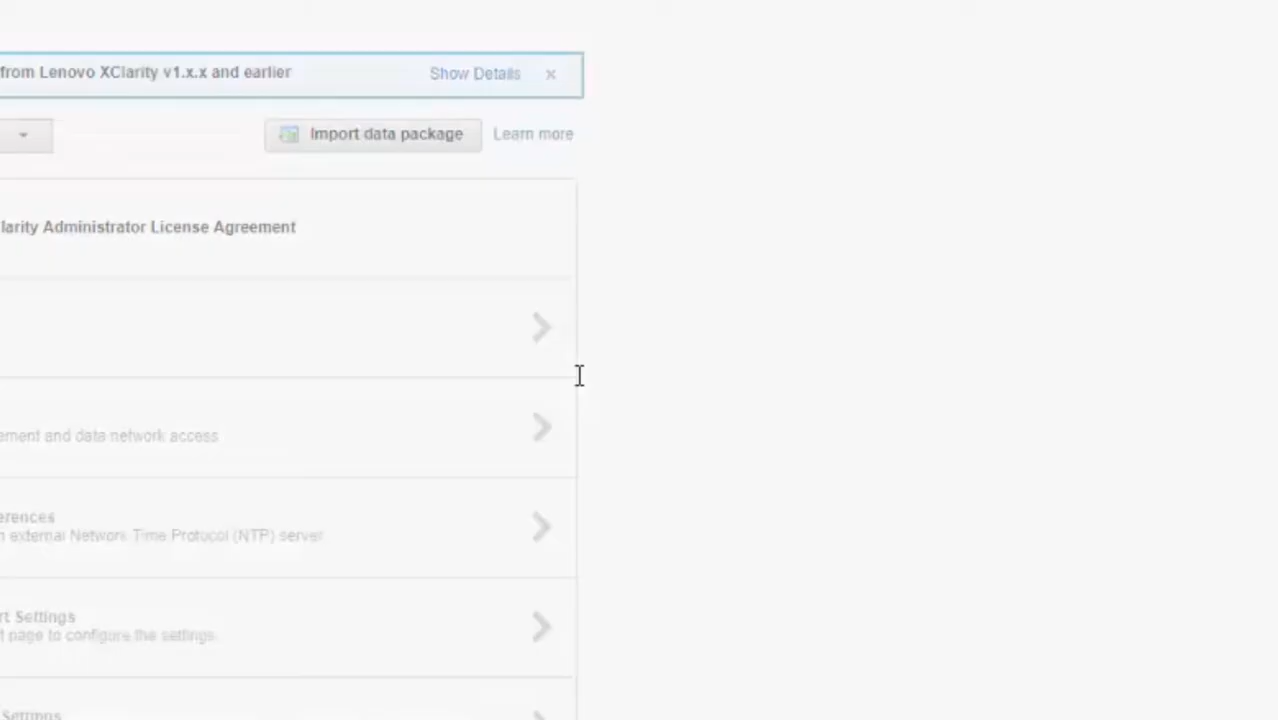 from Lenovo XClarity v1.x.x and earlier Show Details ×
Import data package Learn more
larity Administrator License Agreement
ement and data network access
erences
n external Network Time Protocol (NTP) server
rt Settings
t page to configure the settings
Settings